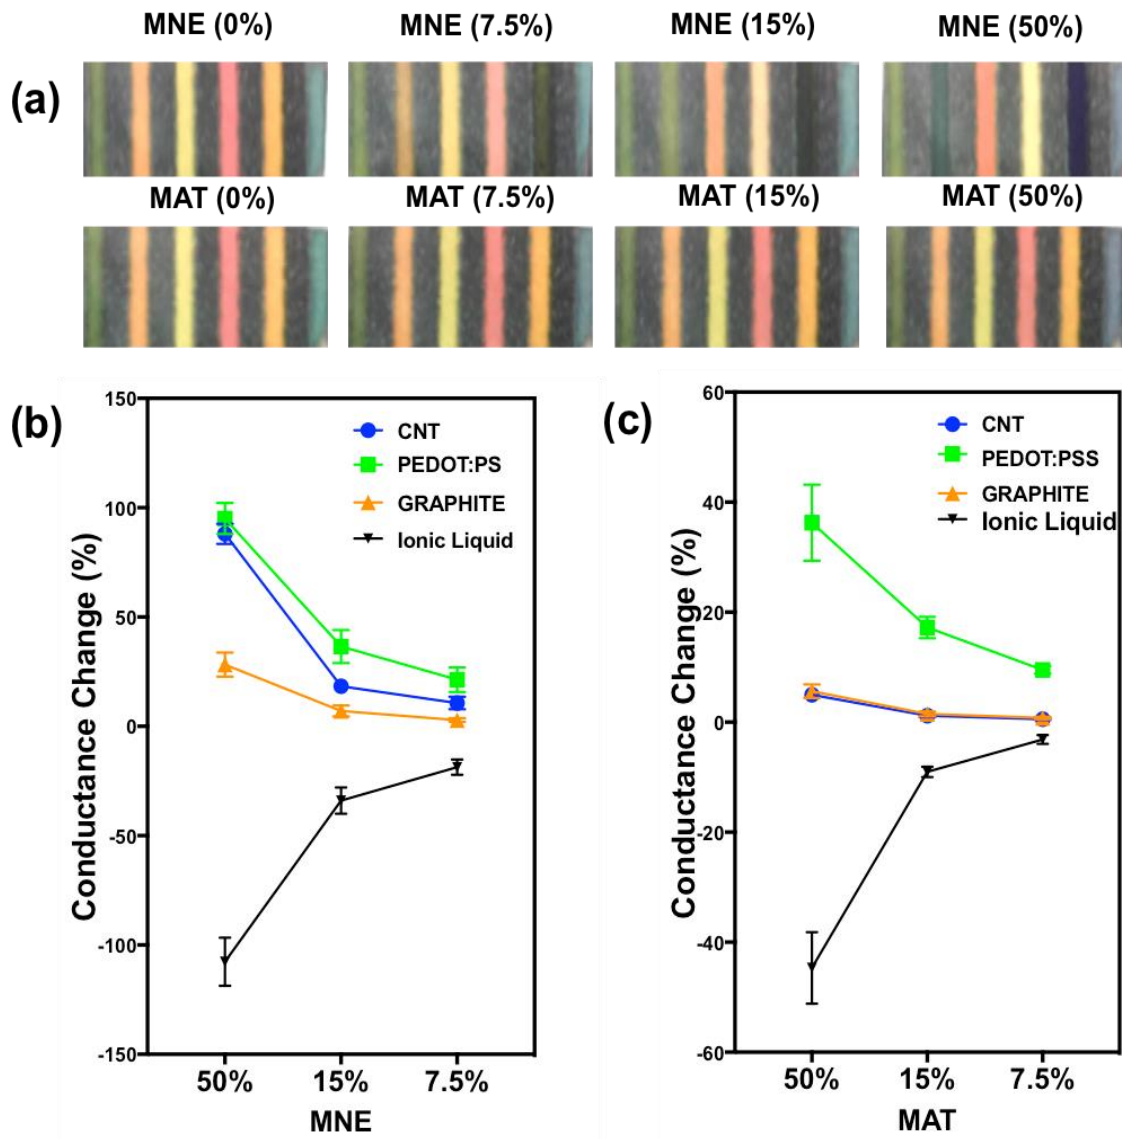 MNE (0%) MNE (7.5%) MNE (15%) MNE (50%)
(a)
MAT (0%) MAT (7.5%) MAT (15%) MAT (50%)
(b)
150
100
50
0
-50
-100
-150
Conductance Change (%)
CNT
PEDOT:PS
GRAPHITE
Ionic Liquid
50% 15% 7.5%
MNE
(c)
60
40
20
0
-20
-40
-60
Conductance Change (%)
CNT
PEDOT:PSS
GRAPHITE
Ionic Liquid
50% 15% 7.5%
MAT